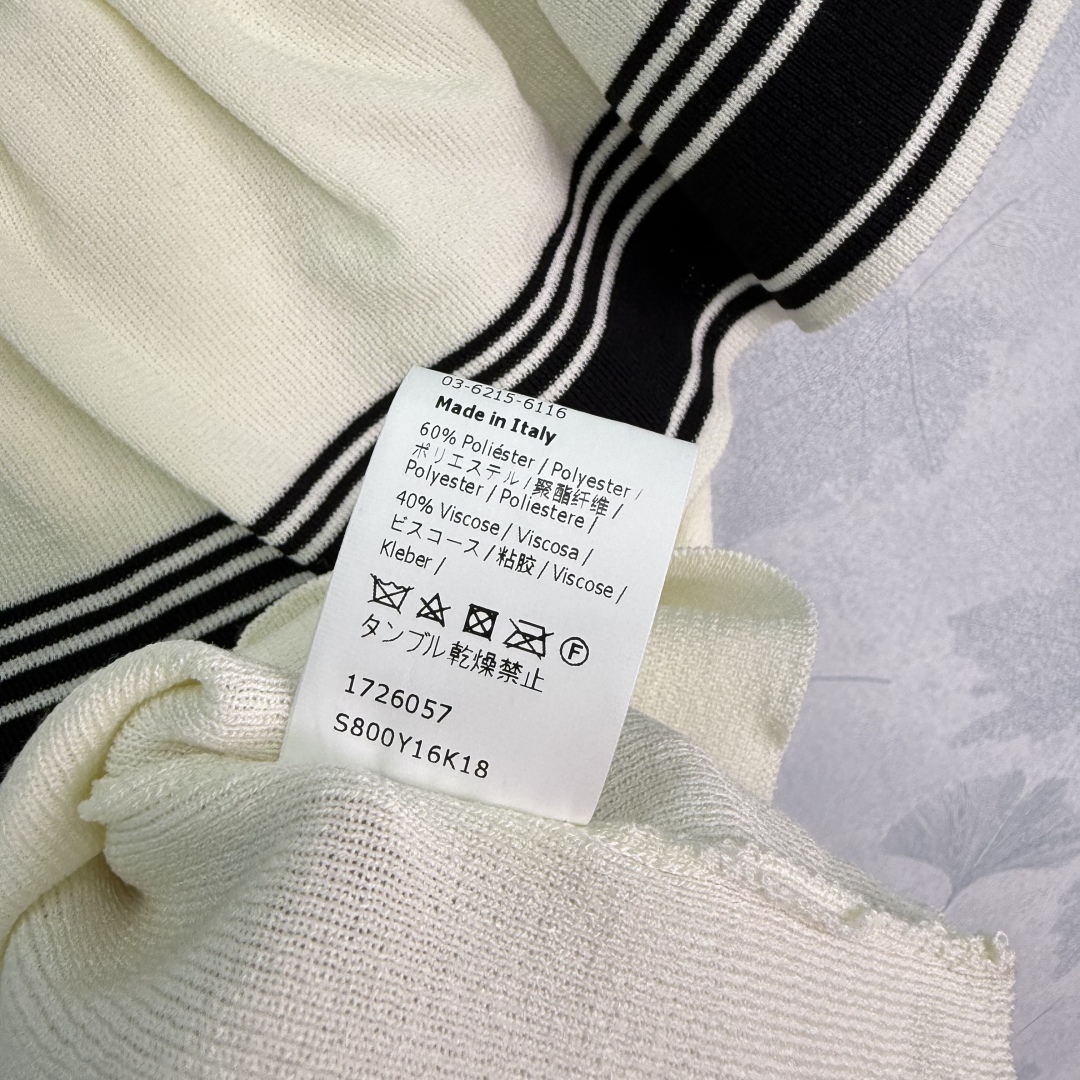 03-6215-6116
Made in Italy
60% Poliéster / Polyester /
ポリエステル / 聚酯纤维 /
Polyester / Poliestere /
40% Viscose / Viscosa /
ビスコース / 粘胶 / Viscose /
Kleber /
F
タンブル乾燥禁止
1726057
S800Y16K18